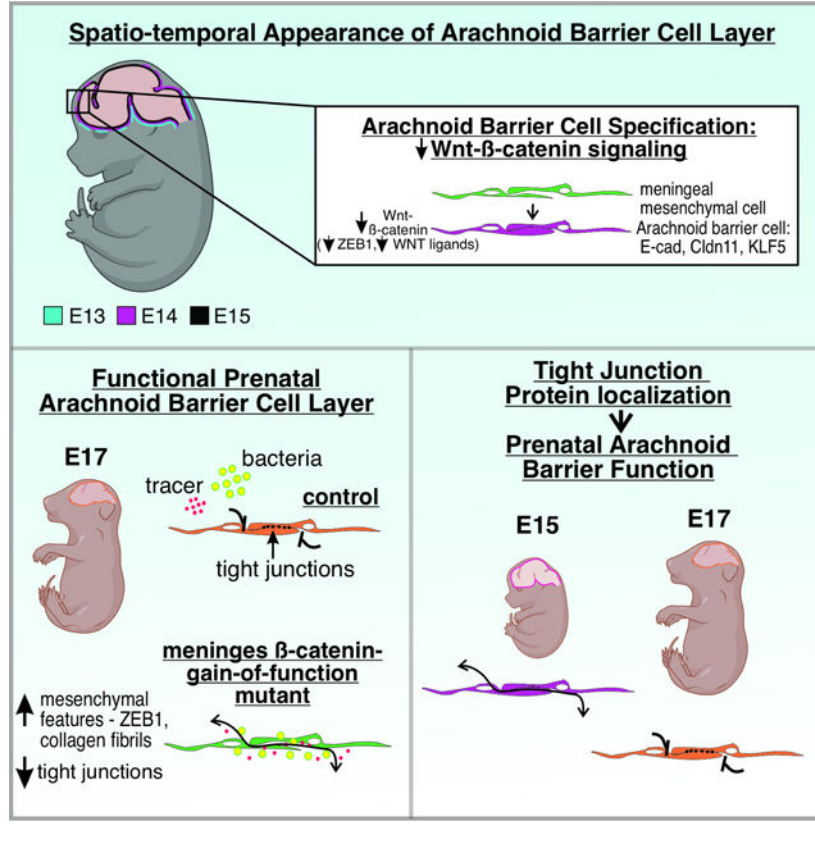 Spatio-temporal Appearance of Arachnoid Barrier Cell Layer
Arachnoid Barrier Cell Specification:
Wnt-ß-catenin signaling
meningeal
mesenchymal cell
Wnt-
ß-catenin
(ZEB1, WNT ligands)
Arachnoid barrier cell:
E-cad, Cldn11, KLF5
E13 E14 E15
Functional Prenatal
Arachnoid Barrier Cell Layer
E17
bacteria
tracer
control
tight junctions
meninges ß-catenin-
gain-of-function
mutant
mesenchymal
features - ZEB1,
collagen fibrils
tight junctions
Tight Junction
Protein localization
Prenatal Arachnoid
Barrier Function
E15
E17